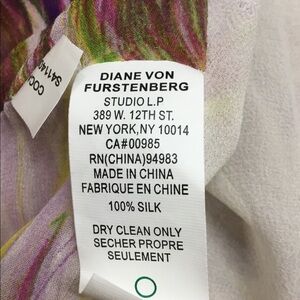 DIANE VON
FURSTENBERG
STUDIO L.P
389 W. 12TH ST.
NEW YORK,NY 10014
CA#00985
RN(CHINA)94983
MADE IN CHINA
FABRIQUE EN CHINE
100% SILK
DRY CLEAN ONLY
SECHER PROPRE
SEULEMENT